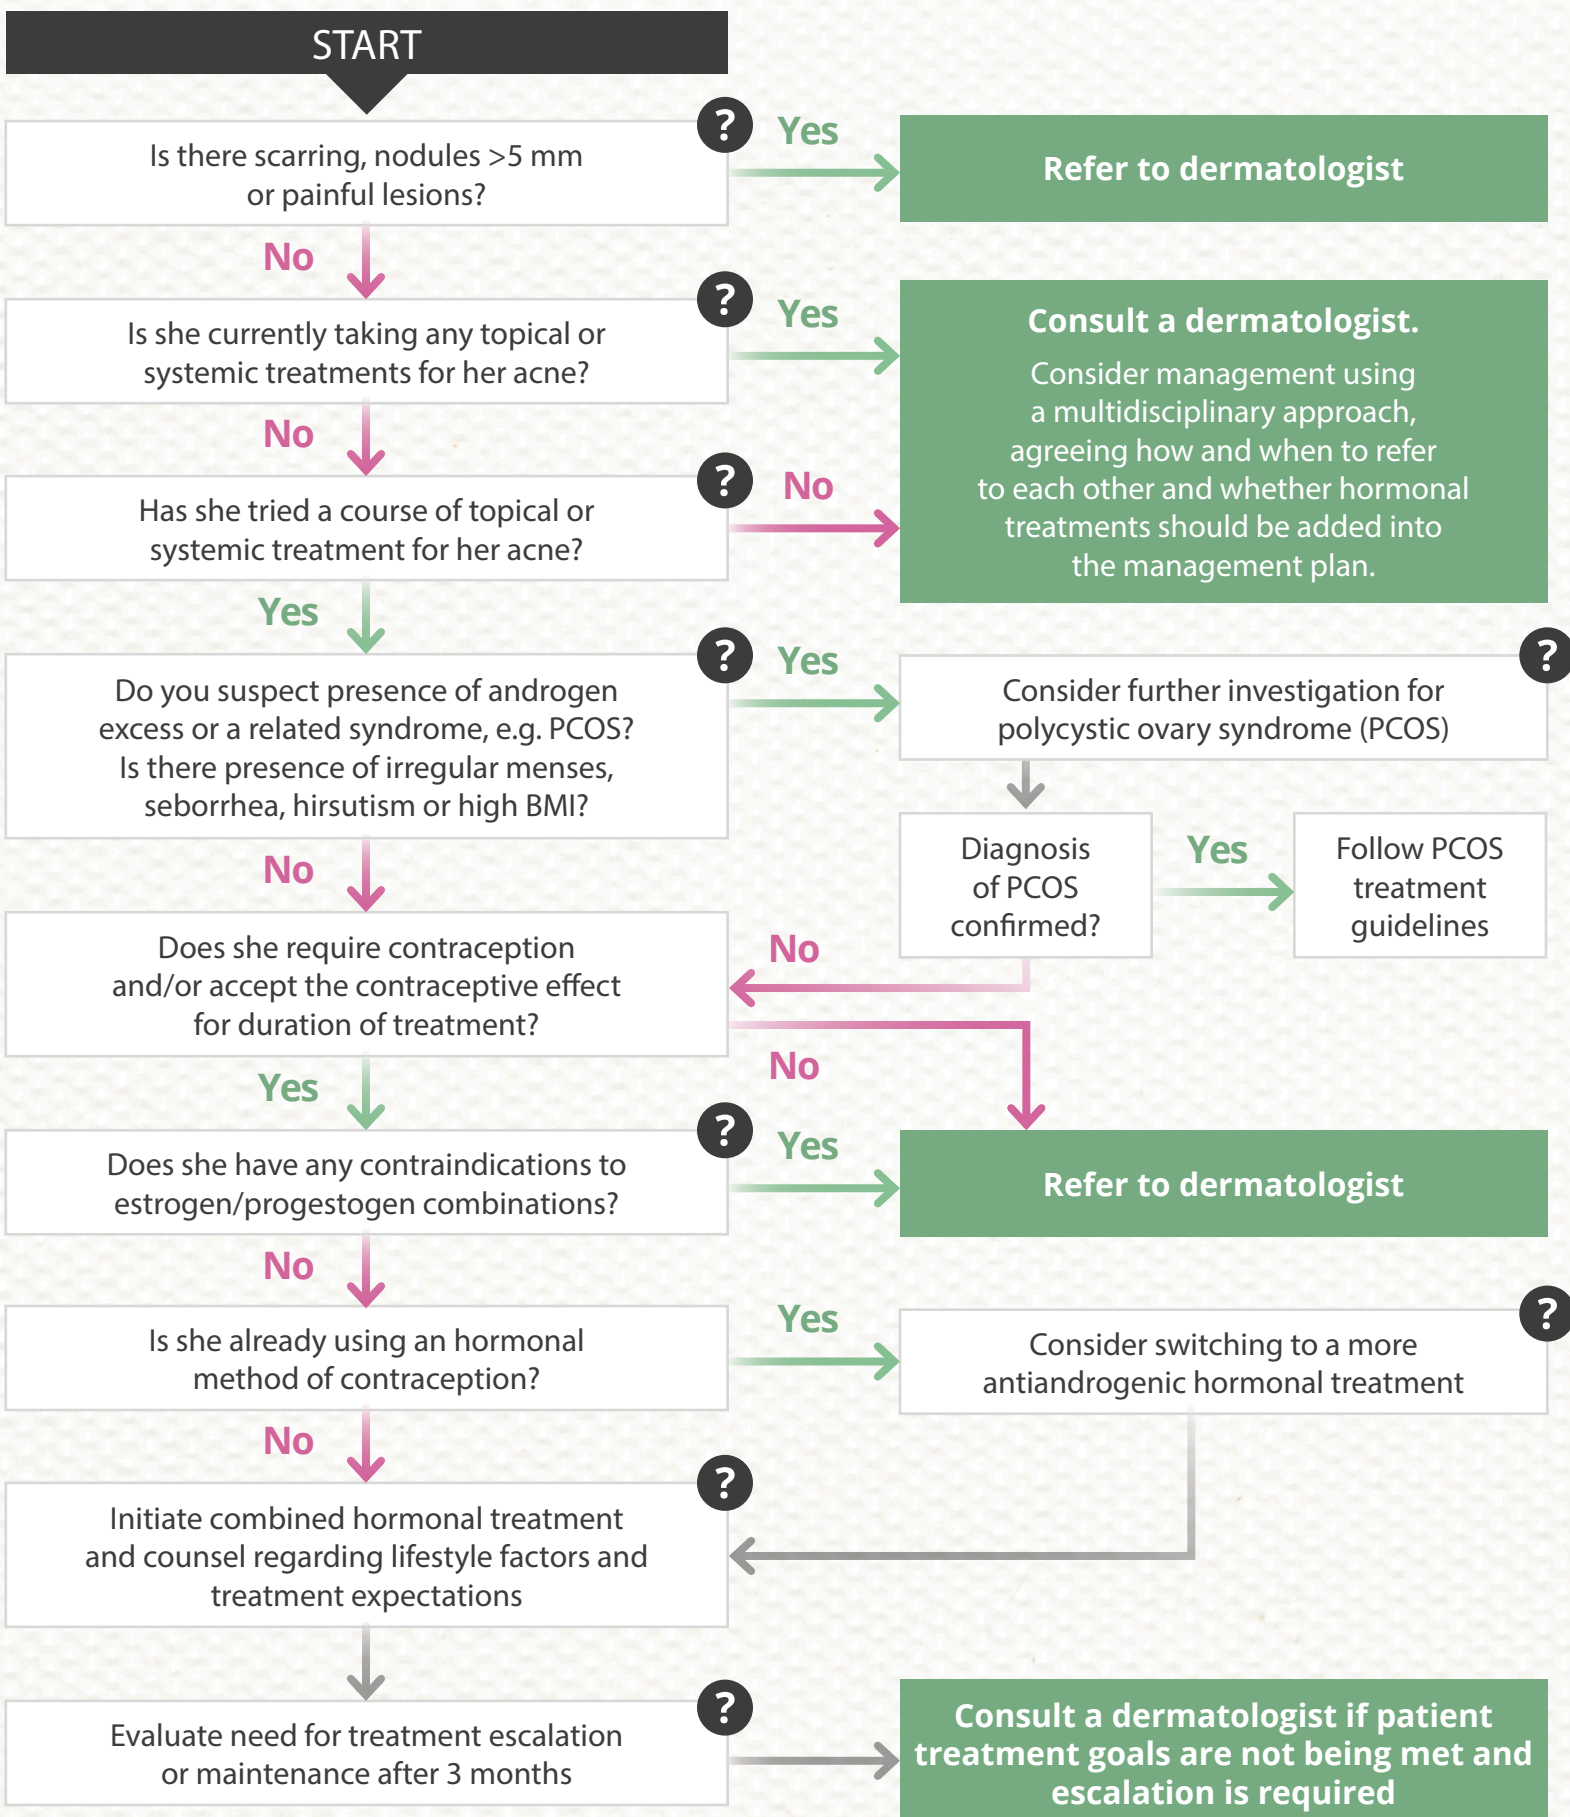 START
?
Is there scarring, nodules >5 mm
or painful lesions?
Yes
Refer to dermatologist
No
?
Is she currently taking any topical or
systemic treatments for her acne?
Yes
Consult a dermatologist.
Consider management using
a multidisciplinary approach,
agreeing how and when to refer
to each other and whether hormonal
treatments should be added into
the management plan.
No
?
Has she tried a course of topical or
systemic treatment for her acne?
No
Yes
?
Do you suspect presence of androgen
excess or a related syndrome, e.g. PCOS?
Is there presence of irregular menses,
seborrhea, hirsutism or high BMI?
Yes
?
Consider further investigation for
polycystic ovary syndrome (PCOS)
Diagnosis
of PCOS
confirmed?
Yes
Follow PCOS
treatment
guidelines
No
No
Does she require contraception
and/or accept the contraceptive effect
for duration of treatment?
No
Yes
?
Does she have any contraindications to
estrogen/progestogen combinations?
Yes
Refer to dermatologist
No
Is she already using an hormonal
method of contraception?
Yes
?
Consider switching to a more
antiandrogenic hormonal treatment
No
?
Initiate combined hormonal treatment
and counsel regarding lifestyle factors and
treatment expectations
?
Evaluate need for treatment escalation
or maintenance after 3 months
Consult a dermatologist if patient
treatment goals are not being met and
escalation is required